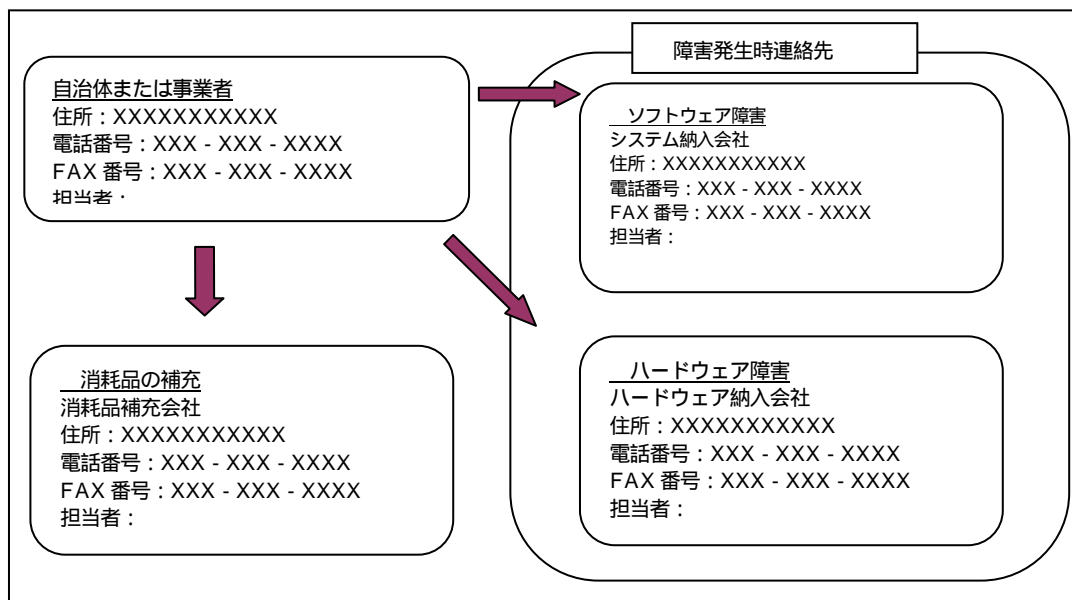 障害発生時連絡先
自治体または事業者
住所：XXXXXXXXXXX
電話番号：XXX - XXX - XXXX
FAX 番号：XXX - XXX - XXXX
担当者：
ソフトウェア障害
システム納入会社
住所：XXXXXXXXXXX
電話番号：XXX - XXX - XXXX
FAX 番号：XXX - XXX - XXXX
担当者：
消耗品の補充
消耗品補充会社
住所：XXXXXXXXXXX
電話番号：XXX - XXX - XXXX
FAX 番号：XXX - XXX - XXXX
担当者：
ハードウェア障害
ハードウェア納入会社
住所：XXXXXXXXXXX
電話番号：XXX - XXX - XXXX
FAX 番号：XXX - XXX - XXXX
担当者：